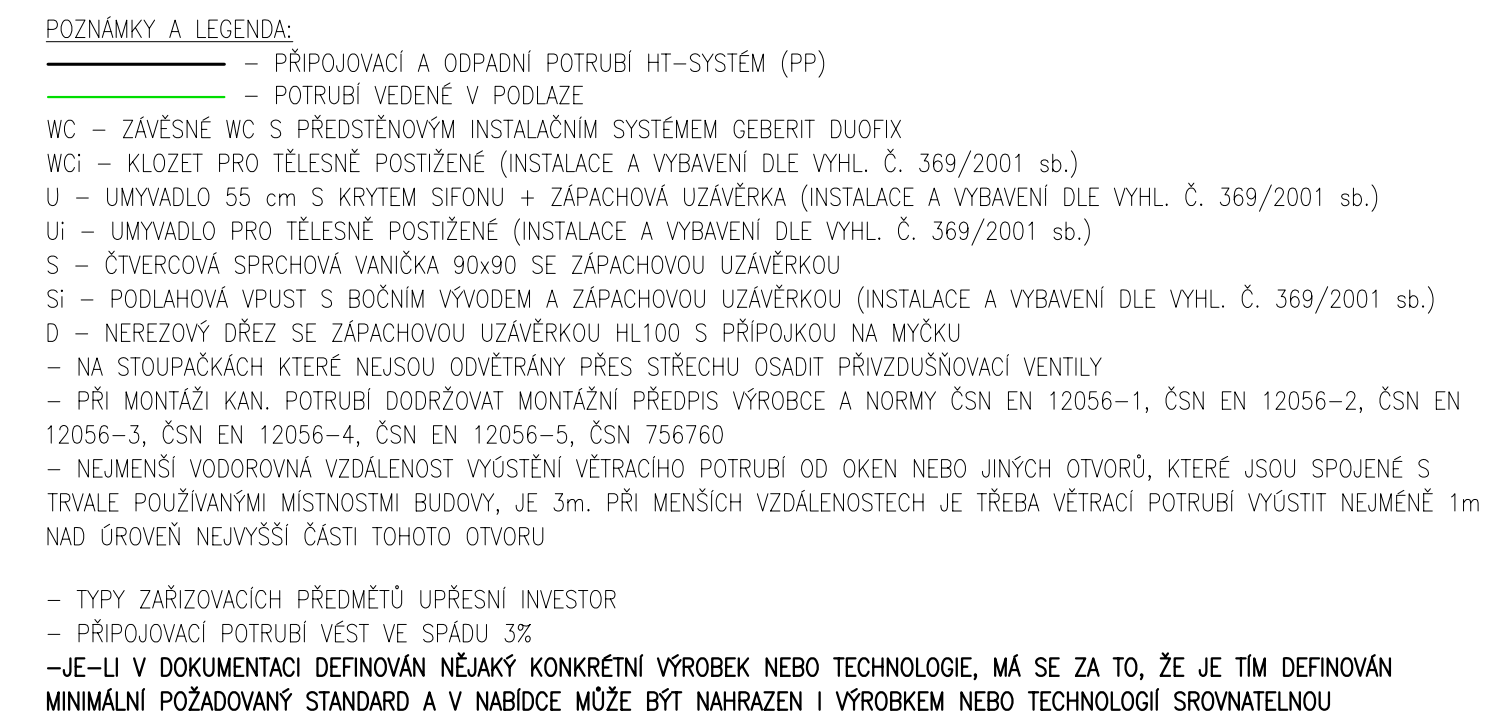 POZNÁMKY A LEGENDA:
– PŘIPOJOVACÍ A ODPADNÍ POTRUBÍ HT–SYSTÉM (PP)
– POTRUBÍ VEDENÉ V PODLAZE
WC – ZÁVĚSNÉ WC S PŘEDSTĚNOVÝM INSTALAČNÍM SYSTÉMEM GEBERIT DUOFIX
WCi – KLOZET PRO TĚLESNĚ POSTIŽENÉ (INSTALACE A VYBAVENÍ DLE VYHL. Č. 369/2001 sb.)
U – UMYVADLO 55 cm S KRYTEM SIFONU + ZÁPACHOVÁ UZÁVĚRKA (INSTALACE A VYBAVENÍ DLE VYHL. Č. 369/2001 sb.)
Ui – UMYVADLO PRO TĚLESNĚ POSTIŽENÉ (INSTALACE A VYBAVENÍ DLE VYHL. Č. 369/2001 sb.)
S – ČTVERCOVÁ SPRCHOVÁ VANIČKA 90x90 SE ZÁPACHOVOU UZÁVĚRKOU
Si – PODLAHOVÁ VPUST S BOČNÍM VÝVODEM A ZÁPACHOVOU UZÁVĚRKOU (INSTALACE A VYBAVENÍ DLE VYHL. Č. 369/2001 sb.)
D – NEREZOVÝ DŘEZ SE ZÁPACHOVOU UZÁVĚRKOU HL100 S PŘÍPOJKOU NA MYČKU
– NA STOUPAČKÁCH KTERÉ NEJSOU ODVĚTRÁNY PŘES STŘECHU OSADIT PŘIVZDUŠŇOVACÍ VENTILY
– PŘI MONTÁŽI KAN. POTRUBÍ DODRŽOVAT MONTÁŽNÍ PŘEDPIS VÝROBCE A NORMY ČSN EN 12056–1, ČSN EN 12056–2, ČSN EN
12056–3, ČSN EN 12056–4, ČSN EN 12056–5, ČSN 756760
– NEJMENŠÍ VODOROVNÁ VZDÁLENOST VYÚSTĚNÍ VĚTRACÍHO POTRUBÍ OD OKEN NEBO JINÝCH OTVORŮ, KTERÉ JSOU SPOJENÉ S
TRVALE POUŽÍVANÝMI MÍSTNOSTMI BUDOVY, JE 3m. PŘI MENŠÍCH VZDÁLENOSTECH JE TŘEBA VĚTRACÍ POTRUBÍ VYÚSTIT NEJMÉNĚ 1m
NAD ÚROVEŇ NEJVYŠŠÍ ČÁSTI TOHOTO OTVORU
– TYPY ZAŘIZOVACÍCH PŘEDMĚTŮ UPŘESNÍ INVESTOR
– PŘIPOJOVACÍ POTRUBÍ VÉST VE SPÁDU 3%
–JE–LI V DOKUMENTACI DEFINOVÁN NĚJAKÝ KONKRÉTNÍ VÝROBEK NEBO TECHNOLOGIE, MÁ SE ZA TO, ŽE JE TÍM DEFINOVÁN
MINIMÁLNÍ POŽADOVANÝ STANDARD A V NABÍDCE MŮŽE BÝT NAHRAZEN I VÝROBKEM NEBO TECHNOLOGIÍ SROVNATELNOU